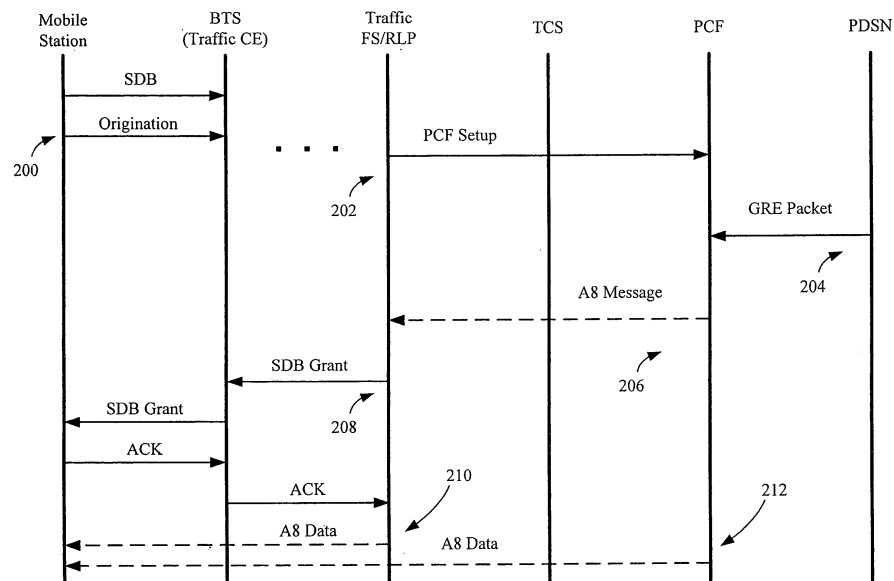 Mobile
Station
BTS
(Traffic CE)
Traffic
FS/RLP
TCS
PCF
PDSN
SDB
Origination
200
. . .
PCF Setup
202
GRE Packet
204
A8 Message
206
SDB Grant
208
SDB Grant
ACK
ACK
210
212
A8 Data
A8 Data